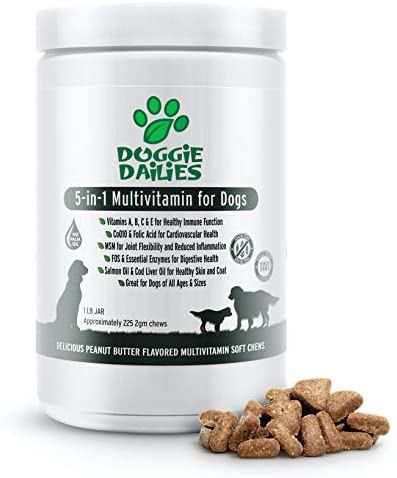 DOGGIE
DAILIES
5-in-1 Multivitamin for Dogs
Vitamins A, B, C & E for Healthy Immune Function
CoQ10 & Folic Acid for Cardiovascular Health
MSN for Joint Flexibility and Reduced Inflammation
FOS & Essential Enzymes for Digestive Health
Salmon Oil & Cod Liver Oil for Healthy Skin and Coat
Great for Dogs of All Ages & Sizes
NO
PALM
OIL
1 LB JAR
Approximately 225 2gm chews
DELICIOUS PEANUT BUTTER FLAVORED MULTIVITAMIN SOFT CHEWS